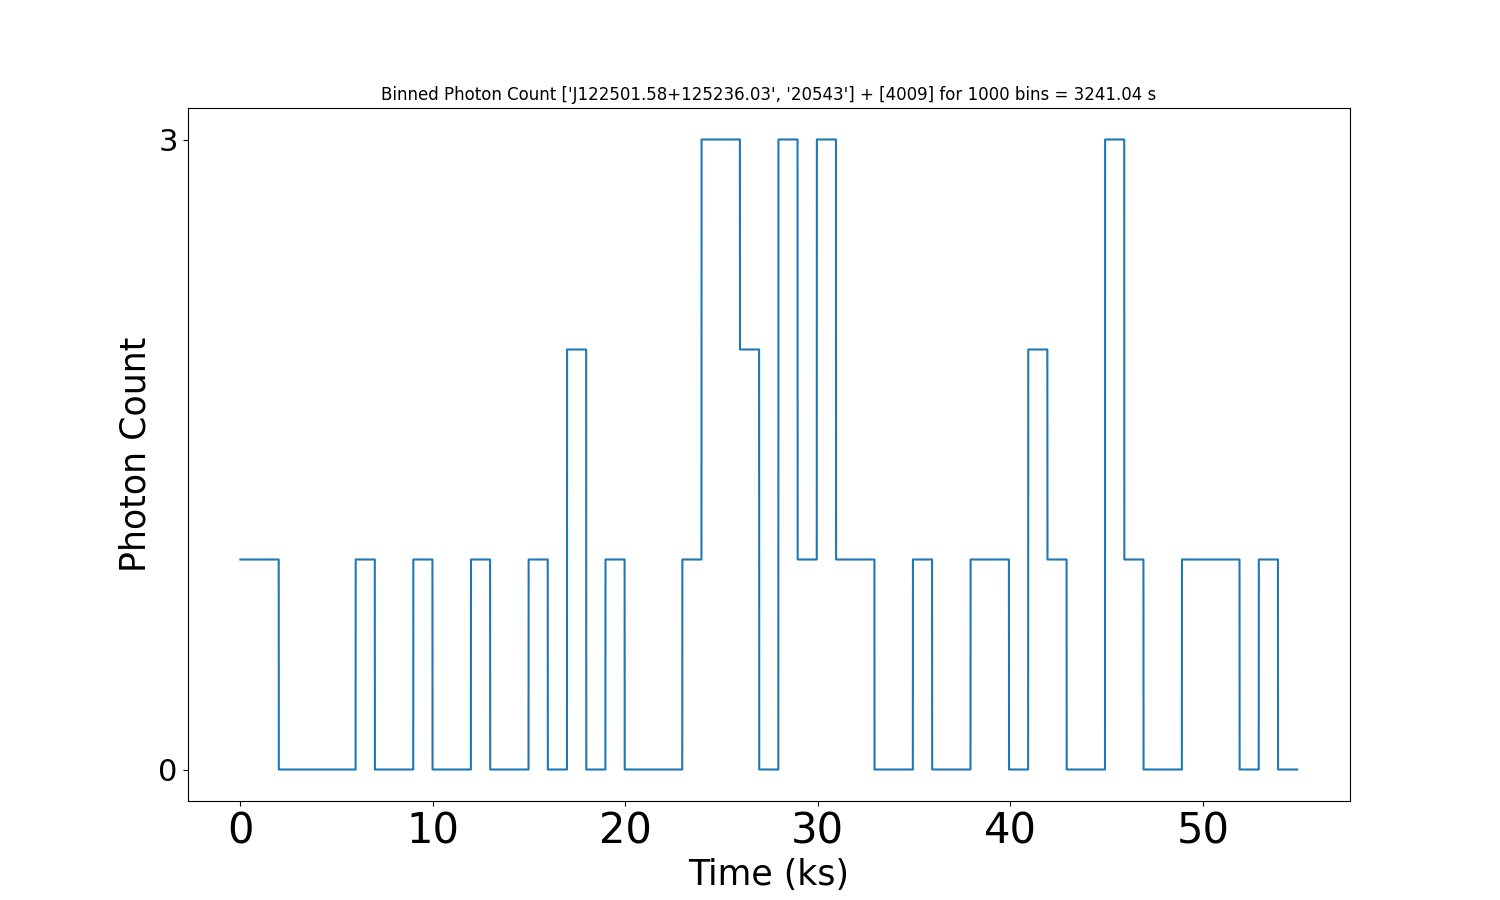 Binned Photon Count ['J122501.58+125236.03', '20543'] + [4009] for 1000 bins = 3241.04 s
3
Photon Count
0
0 10 20 30 40 50
Time (ks)